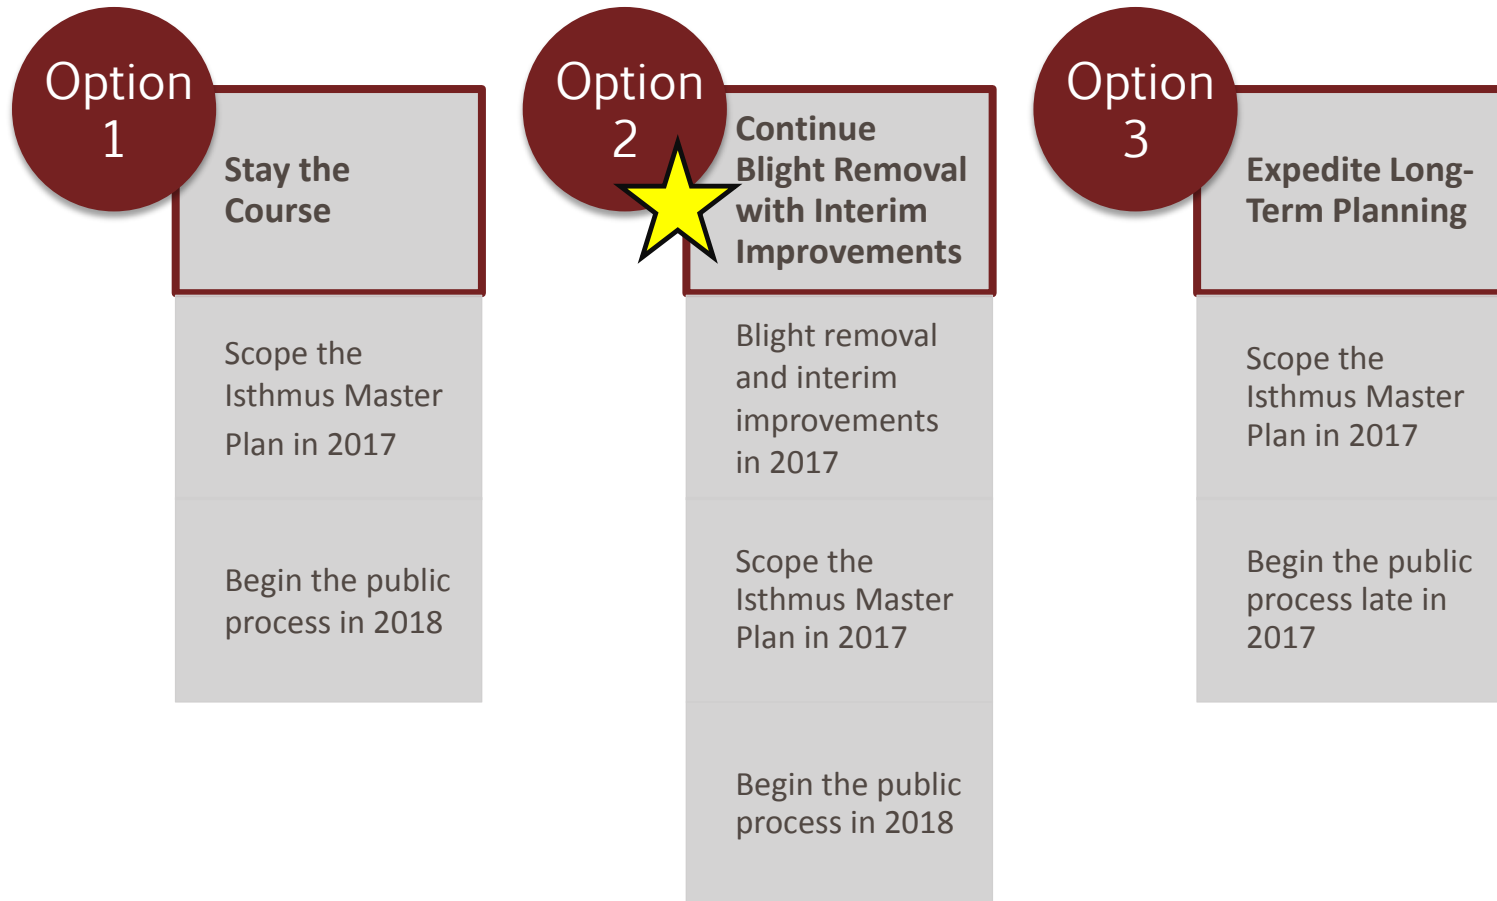 Option
1
Stay the
Course
Scope the
Isthmus Master
Plan in 2017
Begin the public
process in 2018
Option
2
Continue
Blight Removal
with Interim
Improvements
Blight removal
and interim
improvements
in 2017
Scope the
Isthmus Master
Plan in 2017
Begin the public
process in 2018
Option
3
Expedite Long-
Term Planning
Scope the
Isthmus Master
Plan in 2017
Begin the public
process late in
2017